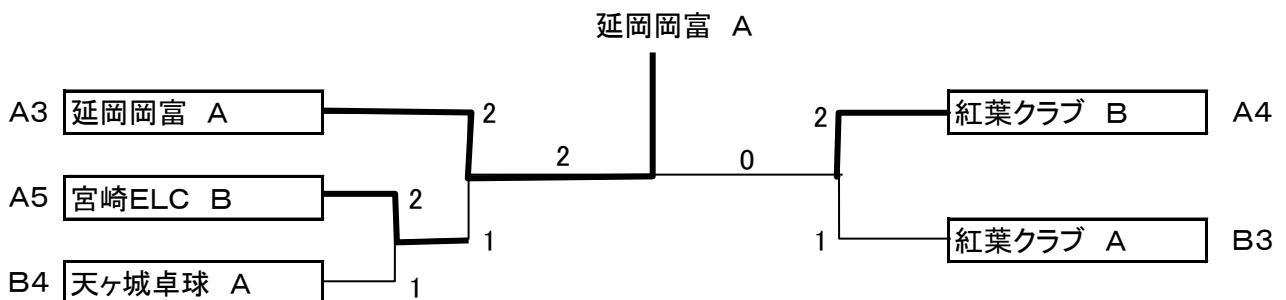 延岡岡富 A
A3 延岡岡富 A 2 2 紅葉クラブ B A4
2 0
A5 宮崎ELC B 2
1 1 紅葉クラブ A B3
B4 天ヶ城卓球 A 1